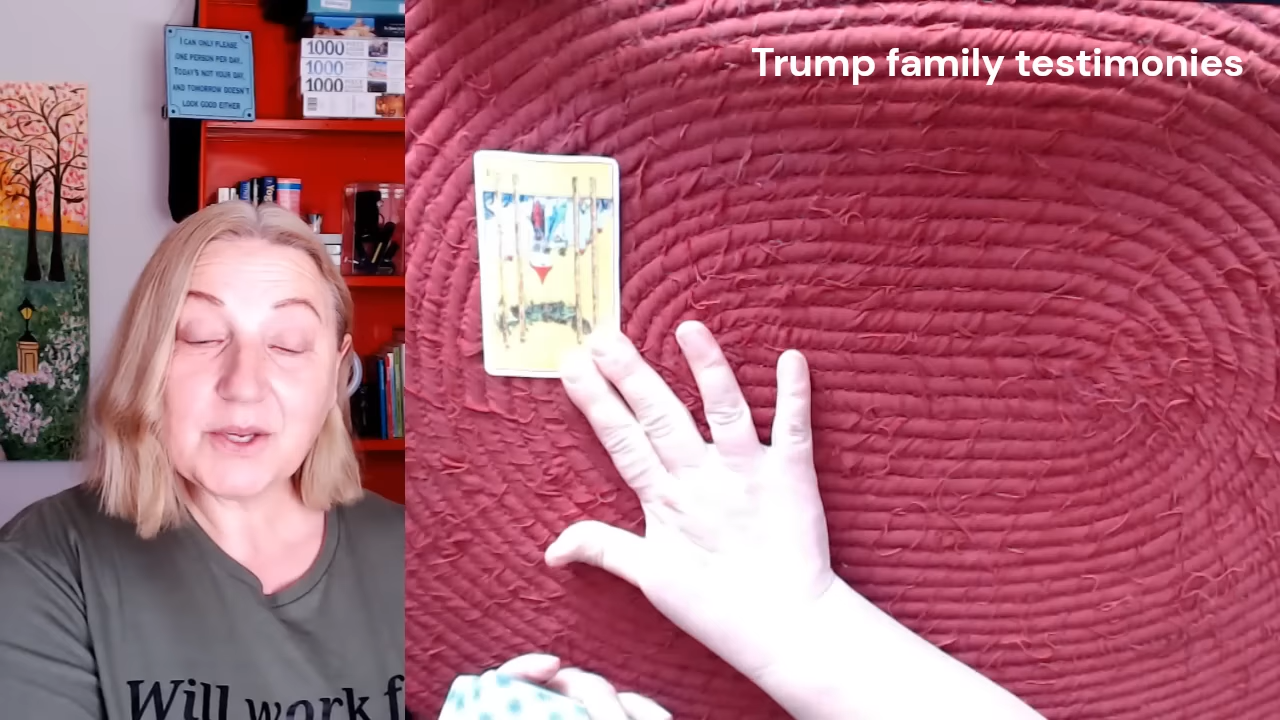 I CAN ONLY PLEASE
ONE PERSON PER DAY.
TODAY'S NOT YOUR DAY,
AND TOMORROW DOESN'T
LOOK GOOD EITHER
1000
1000
1000
Trump family testimonies
Will work f